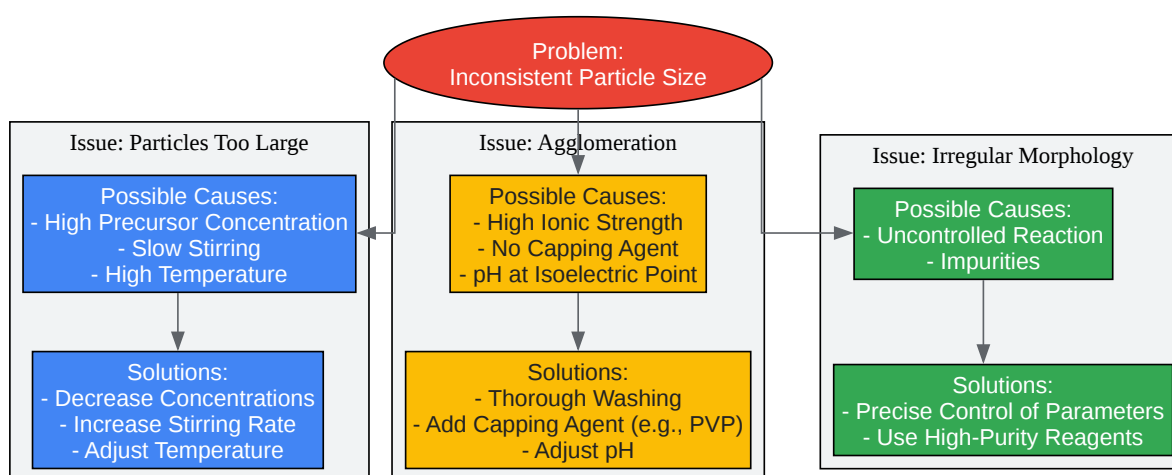 Problem:
Inconsistent Particle Size
Issue: Particles Too Large
Possible Causes:
- High Precursor Concentration
- Slow Stirring
- High Temperature
Solutions:
- Decrease Concentrations
- Increase Stirring Rate
- Adjust Temperature
Issue: Agglomeration
Possible Causes:
- High Ionic Strength
- No Capping Agent
- pH at Isoelectric Point
Solutions:
- Thorough Washing
- Add Capping Agent (e.g., PVP)
- Adjust pH
Issue: Irregular Morphology
Possible Causes:
- Uncontrolled Reaction
- Impurities
Solutions:
- Precise Control of Parameters
- Use High-Purity Reagents